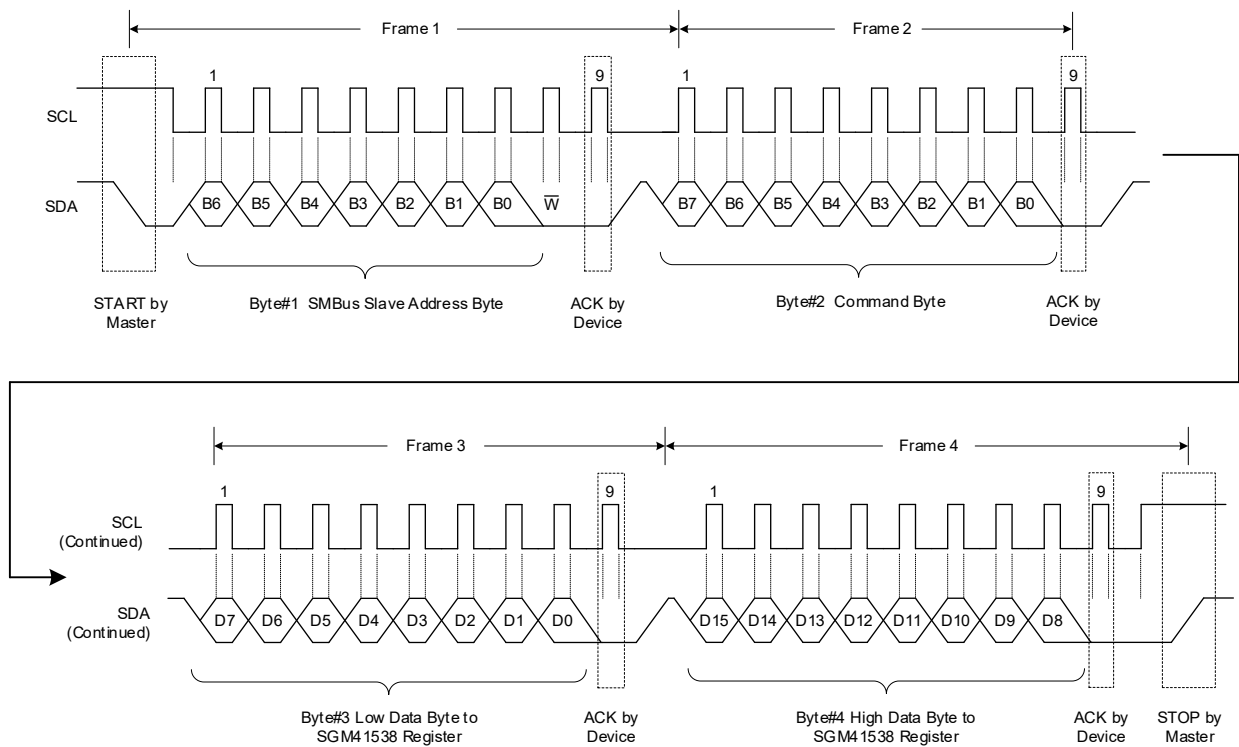 Frame 1 Frame 2
1 9 1 9
SCL
SDA B6 B5 B4 B3 B2 B1 B0 W̅ B7 B6 B5 B4 B3 B2 B1 B0
START by Master
Byte#1 SMBus Slave Address Byte
ACK by Device
Byte#2 Command Byte
ACK by Device
Frame 3 Frame 4
1 9 1 9
SCL (Continued)
SDA (Continued) D7 D6 D5 D4 D3 D2 D1 D0 D15 D14 D13 D12 D11 D10 D9 D8
Byte#3 Low Data Byte to SGM41538 Register
ACK by Device
Byte#4 High Data Byte to SGM41538 Register
ACK by Device
STOP by Master